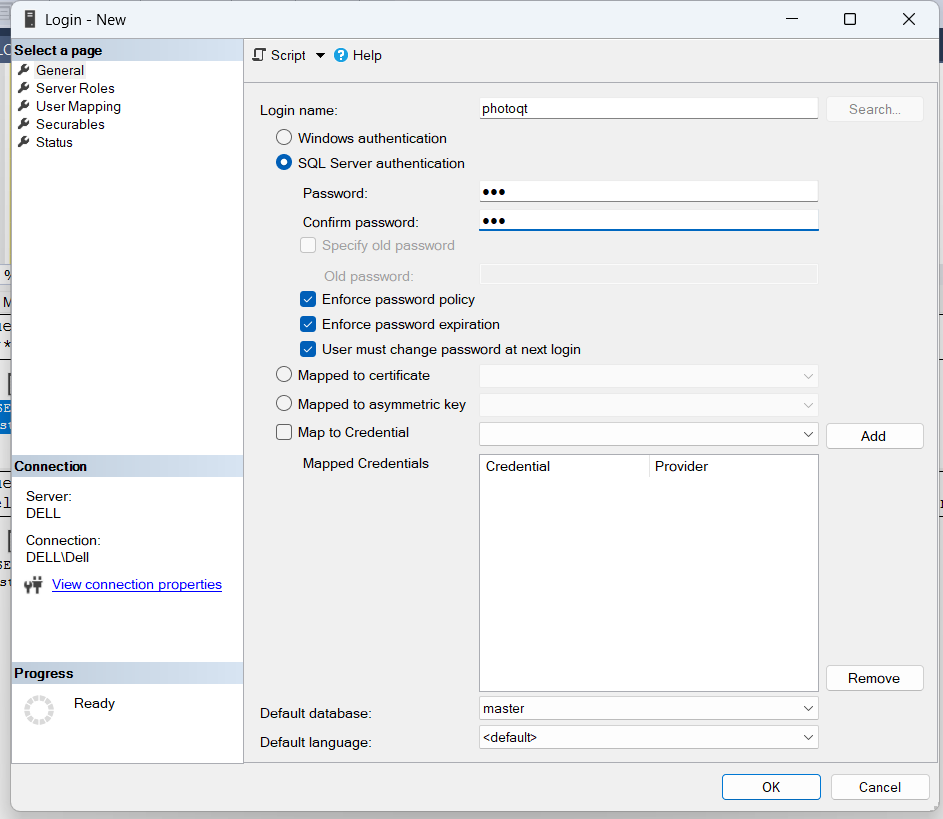 Login - New
Select a page
General
Server Roles
User Mapping
Securables
Status
Script
Help
Login name:
photoqt
Search...
Windows authentication
SQL Server authentication
Password:
●●●
Confirm password:
●●●
Specify old password
Old password:
Enforce password policy
Enforce password expiration
User must change password at next login
Mapped to certificate
Mapped to asymmetric key
Map to Credential
Add
Mapped Credentials
Credential Provider
Remove
Default database:
master
Default language:
<default>
Connection
Server:
DELL
Connection:
DELL\Dell
View connection properties
Progress
Ready
OK
Cancel